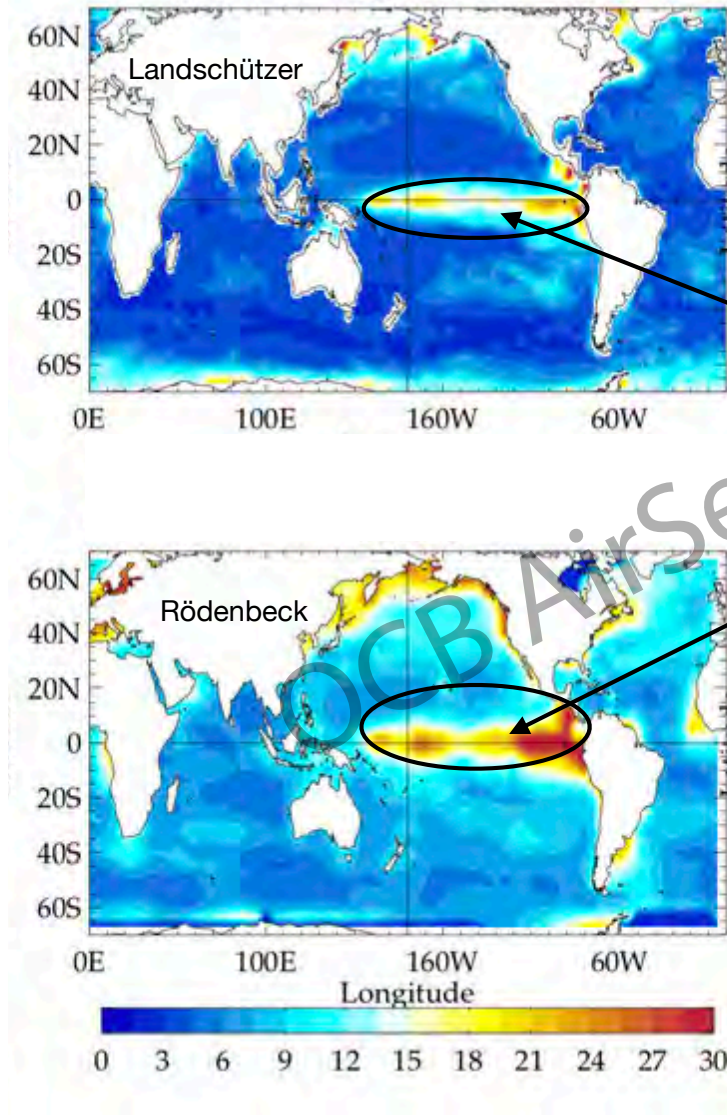 60N
Landschützer
40N
20N
0
20S
40S
60S
0E 100E 160W 60W
OCB AirSe
60N
Rödenbeck
40N
20N
0
20S
40S
60S
0E 100E 160W 60W
Longitude
0 3 6 9 12 15 18 21 24 27 30